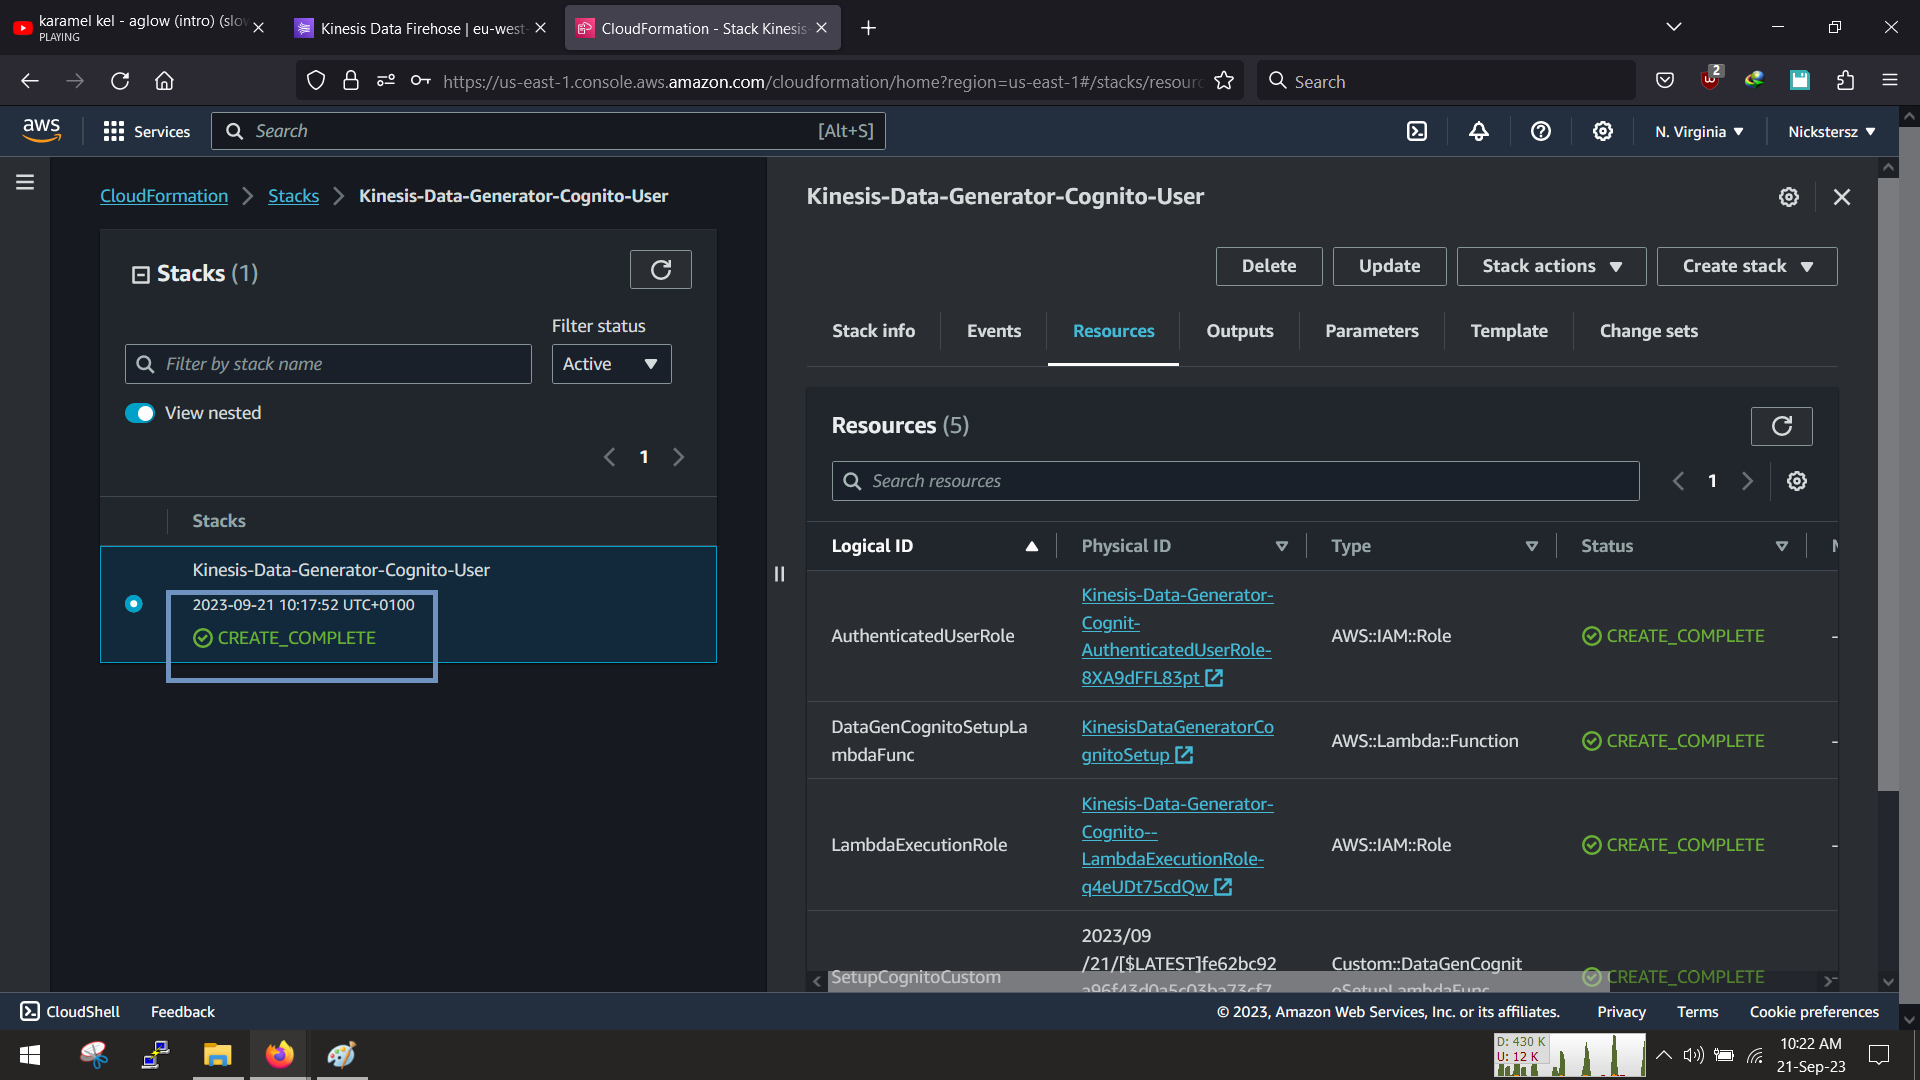 karamel kel - aglow (intro) (slow
PLAYING
Kinesis Data Firehose | eu-west-
CloudFormation - Stack Kinesis-
https://us-east-1.console.aws.amazon.com/cloudformation/home?region=us-east-1#/stacks/resourc
Search
2
aws
Services
Search
[Alt+S]
N. Virginia
Nickstersz
CloudFormation
Stacks
Kinesis-Data-Generator-Cognito-User
Stacks (1)
Filter status
Filter by stack name
Active
View nested
1
Stacks
Kinesis-Data-Generator-Cognito-User
2023-09-21 10:17:52 UTC+0100
CREATE_COMPLETE
Kinesis-Data-Generator-Cognito-User
Delete
Update
Stack actions
Create stack
Stack info
Events
Resources
Outputs
Parameters
Template
Change sets
Resources (5)
Search resources
1
Logical ID
Physical ID
Type
Status
AuthenticatedUserRole
Kinesis-Data-Generator-
Cognit-
AuthenticatedUserRole-
8XA9dFFL83pt
AWS::IAM::Role
CREATE_COMPLETE
-
DataGenCognitoSetupLa
mbdaFunc
KinesisDataGeneratorCo
gnitoSetup
AWS::Lambda::Function
CREATE_COMPLETE
-
LambdaExecutionRole
Kinesis-Data-Generator-
Cognito--
LambdaExecutionRole-
q4eUDt75cdQw
AWS::IAM::Role
CREATE_COMPLETE
-
SetupCognitoCustom
2023/09
/21/[$LATEST]fe62bc92
a96f43d0a5c03ba73cf7
Custom::DataGenCognit
oSetupLambdaFunc
CREATE_COMPLETE
-
CloudShell
Feedback
© 2023, Amazon Web Services, Inc. or its affiliates.
Privacy
Terms
Cookie preferences
D: 430 K
U: 12 K
10:22 AM
21-Sep-23